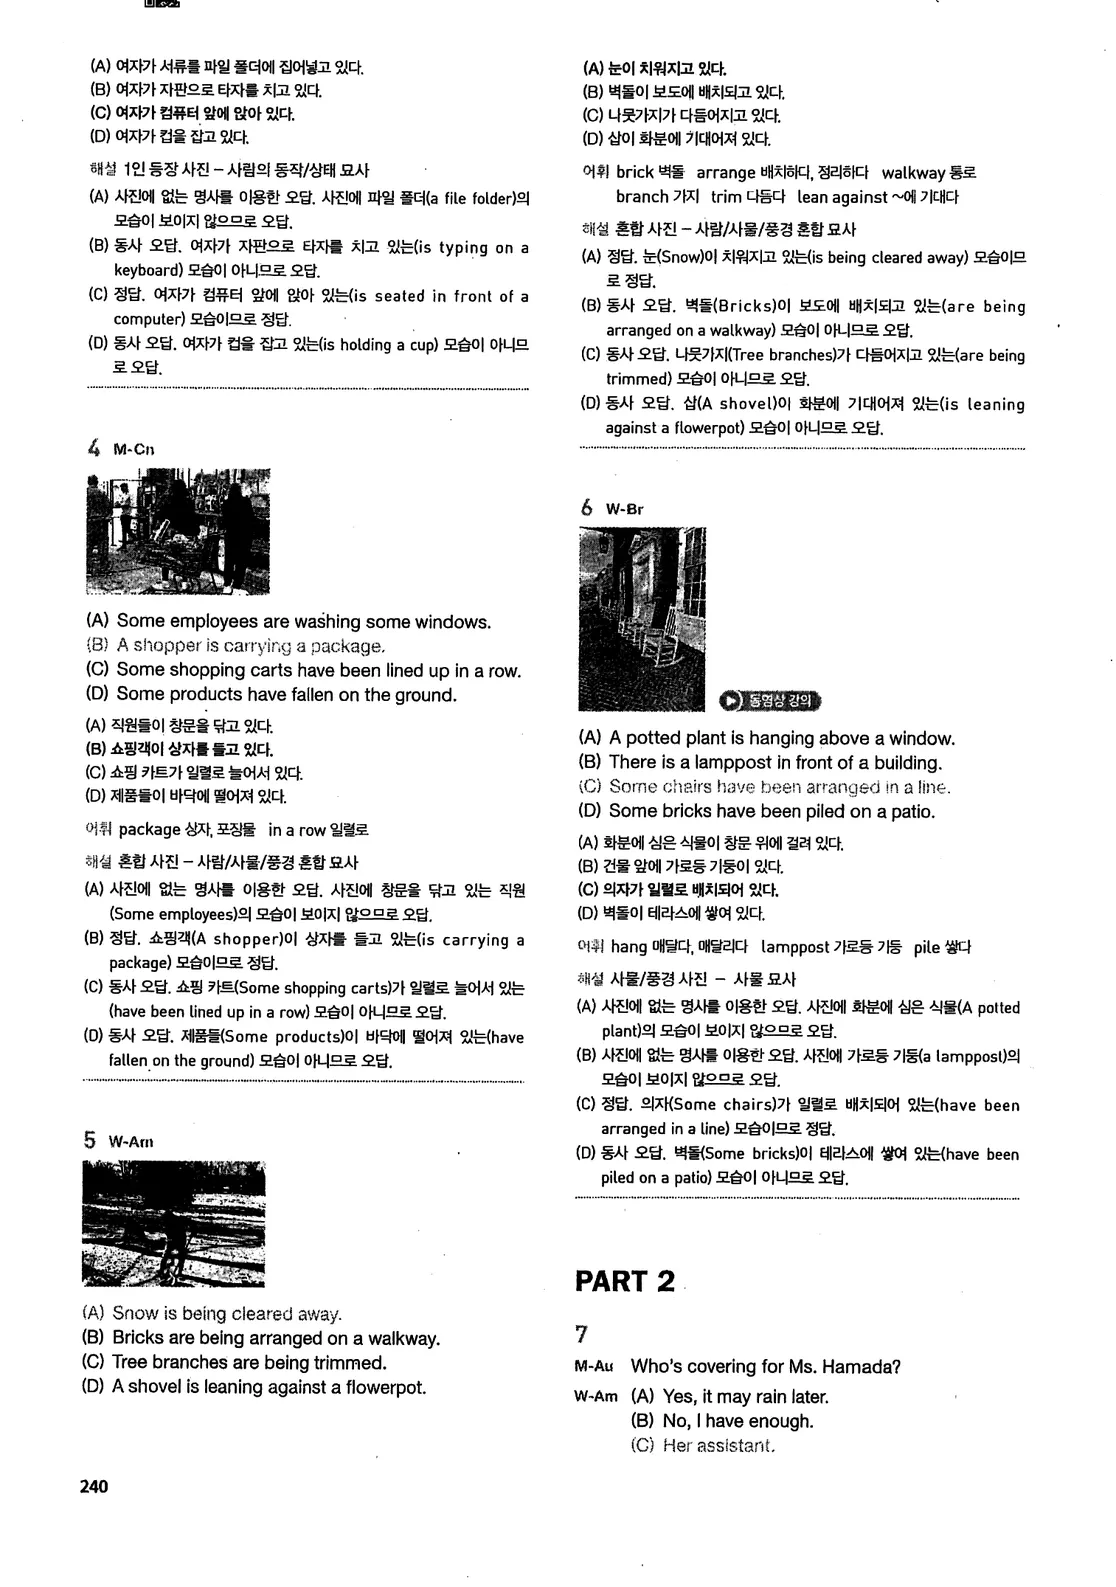 (A) 여자가 서류를 파일 폴더에 집어넣고 있다.
(B) 여자가 자판으로 타자를 치고 있다.
(C) 여자가 컴퓨터 앞에 앉아 있다.
(D) 여자가 컵을 잡고 있다.
해설 1인 등장 사진 – 사람의 동작/상태 묘사
(A) 사진에 없는 명사를 이용한 오답. 사진에 파일 폴더(a file folder)의
모습이 보이지 않으므로 오답.
(B) 동사 오답. 여자가 자판으로 타자를 치고 있는(is typing on a
keyboard) 모습이 아니므로 오답.
(C) 정답. 여자가 컴퓨터 앞에 앉아 있는(is seated in front of a
computer) 모습이므로 정답.
(D) 동사 오답. 여자가 컵을 잡고 있는(is holding a cup) 모습이 아니므
로 오답.
4 M-Cn
(A) Some employees are washing some windows.
(B) A shopper is carrying a package.
(C) Some shopping carts have been lined up in a row.
(D) Some products have fallen on the ground.
(A) 직원들이 창문을 닦고 있다.
(B) 쇼핑객이 상자를 들고 있다.
(C) 쇼핑 카트가 일렬로 늘어서 있다.
(D) 제품들이 바닥에 떨어져 있다.
어휘 package 상자, 포장물 in a row 일렬로
해설 혼합 사진 – 사람/사물/풍경 혼합 묘사
(A) 사진에 없는 명사를 이용한 오답. 사진에 창문을 닦고 있는 직원
(Some employees)의 모습이 보이지 않으므로 오답.
(B) 정답. 쇼핑객(A shopper)이 상자를 들고 있는(is carrying a
package) 모습이므로 정답.
(C) 동사 오답. 쇼핑 카트(Some shopping carts)가 일렬로 늘어서 있는
(have been lined up in a row) 모습이 아니므로 오답.
(D) 동사 오답. 제품들(Some products)이 바닥에 떨어져 있는(have
fallen on the ground) 모습이 아니므로 오답.
5 W-Am
(A) Snow is being cleared away.
(B) Bricks are being arranged on a walkway.
(C) Tree branches are being trimmed.
(D) A shovel is leaning against a flowerpot.
240
(A) 눈이 치워지고 있다.
(B) 벽돌이 보도에 배치되고 있다.
(C) 나뭇가지가 다듬어지고 있다.
(D) 삽이 화분에 기대어져 있다.
어휘 brick 벽돌 arrange 배치하다, 정리하다 walkway 통로
branch 가지 trim 다듬다 lean against ~에 기대다
해설 혼합 사진 – 사람/사물/풍경 혼합 묘사
(A) 정답. 눈(Snow)이 치워지고 있는(is being cleared away) 모습이므
로 정답.
(B) 동사 오답. 벽돌(Bricks)이 보도에 배치되고 있는(are being
arranged on a walkway) 모습이 아니므로 오답.
(C) 동사 오답. 나뭇가지(Tree branches)가 다듬어지고 있는(are being
trimmed) 모습이 아니므로 오답.
(D) 동사 오답. 삽(A shovel)이 화분에 기대어져 있는(is leaning
against a flowerpot) 모습이 아니므로 오답.
6 W-Br
동영상 강의
(A) A potted plant is hanging above a window.
(B) There is a lamppost in front of a building.
(C) Some chairs have been arranged in a line.
(D) Some bricks have been piled on a patio.
(A) 화분에 심은 식물이 창문 위에 걸려 있다.
(B) 건물 앞에 가로등 기둥이 있다.
(C) 의자가 일렬로 배치되어 있다.
(D) 벽돌이 테라스에 쌓여 있다.
어휘 hang 매달다, 매달리다 lamppost 가로등 기둥 pile 쌓다
해설 사물/풍경 사진 – 사물 묘사
(A) 사진에 없는 명사를 이용한 오답. 사진에 화분에 심은 식물(A potted
plant)의 모습이 보이지 않으므로 오답.
(B) 사진에 없는 명사를 이용한 오답. 사진에 가로등 기둥(a lamppost)의
모습이 보이지 않으므로 오답.
(C) 정답. 의자(Some chairs)가 일렬로 배치되어 있는(have been
arranged in a line) 모습이므로 정답.
(D) 동사 오답. 벽돌(Some bricks)이 테라스에 쌓여 있는(have been
piled on a patio) 모습이 아니므로 오답.
PART 2
7
M-Au Who's covering for Ms. Hamada?
W-Am (A) Yes, it may rain later.
(B) No, I have enough.
(C) Her assistant.